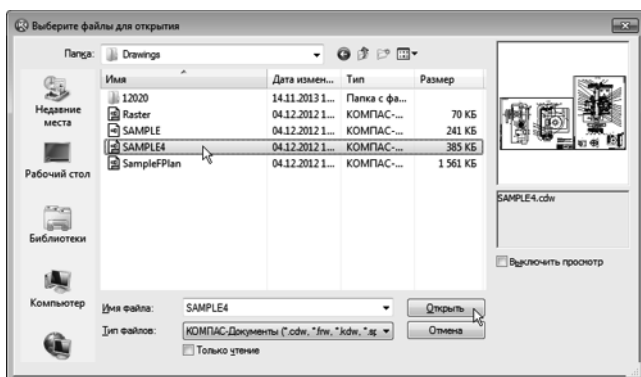 Выберите файлы для открытия
Папка: Drawings
Имя Дата измен... Тип Размер
12020 14.11.2013 1... Папка с фа...
Raster 04.12.2012 1... КОМПАС-... 70 КБ
SAMPLE 04.12.2012 1... КОМПАС-... 241 КБ
SAMPLE4 04.12.2012 1... КОМПАС-... 385 КБ
SampleFPlan 04.12.2012 1... КОМПАС-... 1 561 КБ
Недавние
места
Рабочий стол
Библиотеки
Компьютер
SAMPLE4.cdw
Выключить просмотр
Имя файла: SAMPLE4 Открыть
Тип файлов: КОМПАС-Документы (*.cdw, *.frw, *.kdw, *.sp Отмена
Только чтение